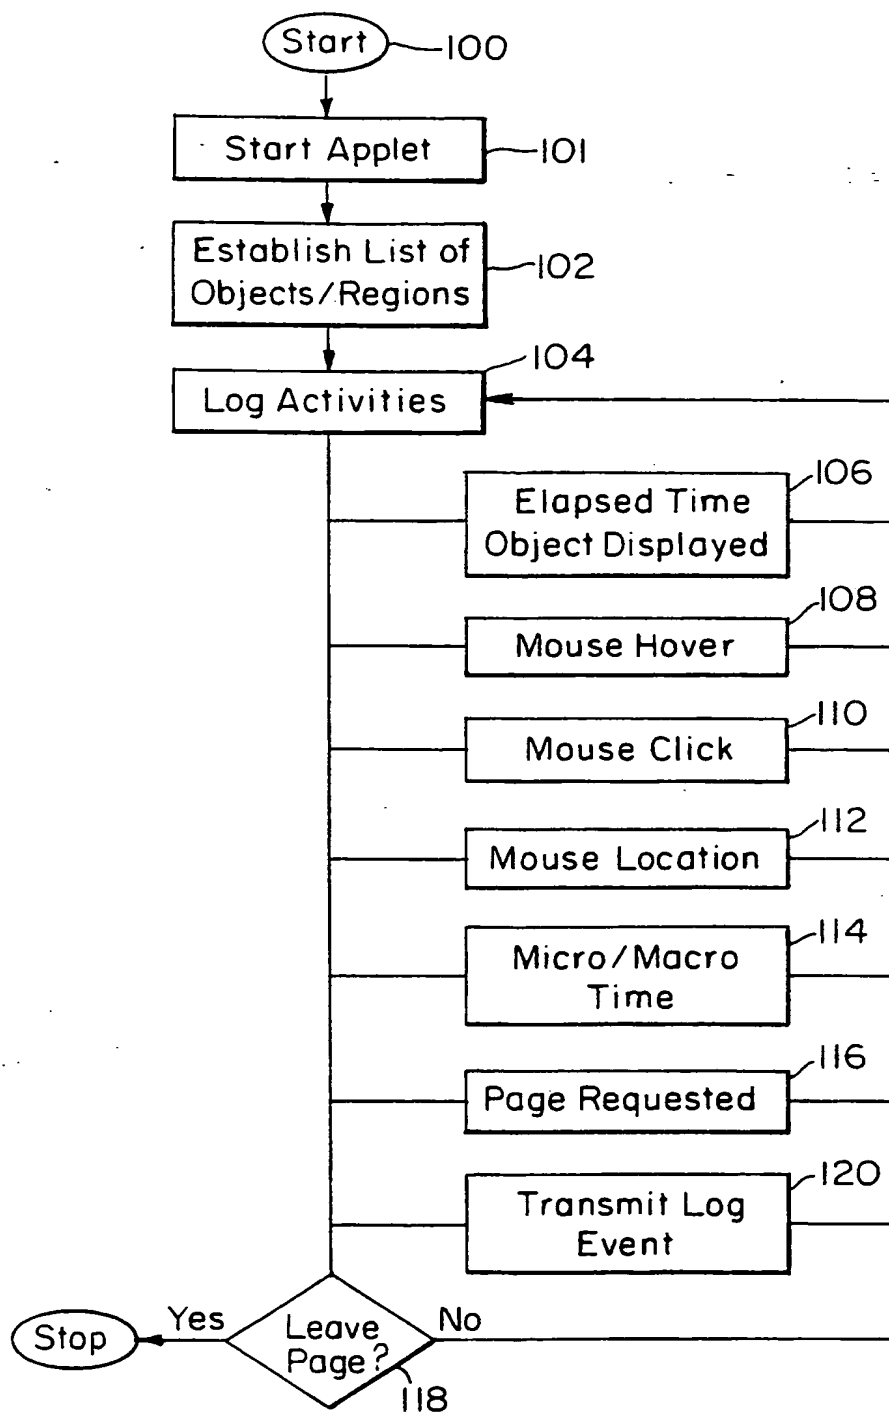 Start
100
Start Applet
101
Establish List of
Objects/Regions
102
104
Log Activities
106
Elapsed Time
Object Displayed
108
Mouse Hover
110
Mouse Click
112
Mouse Location
114
Micro/Macro
Time
116
Page Requested
120
Transmit Log
Event
Yes
No
Stop
Leave
Page?
118